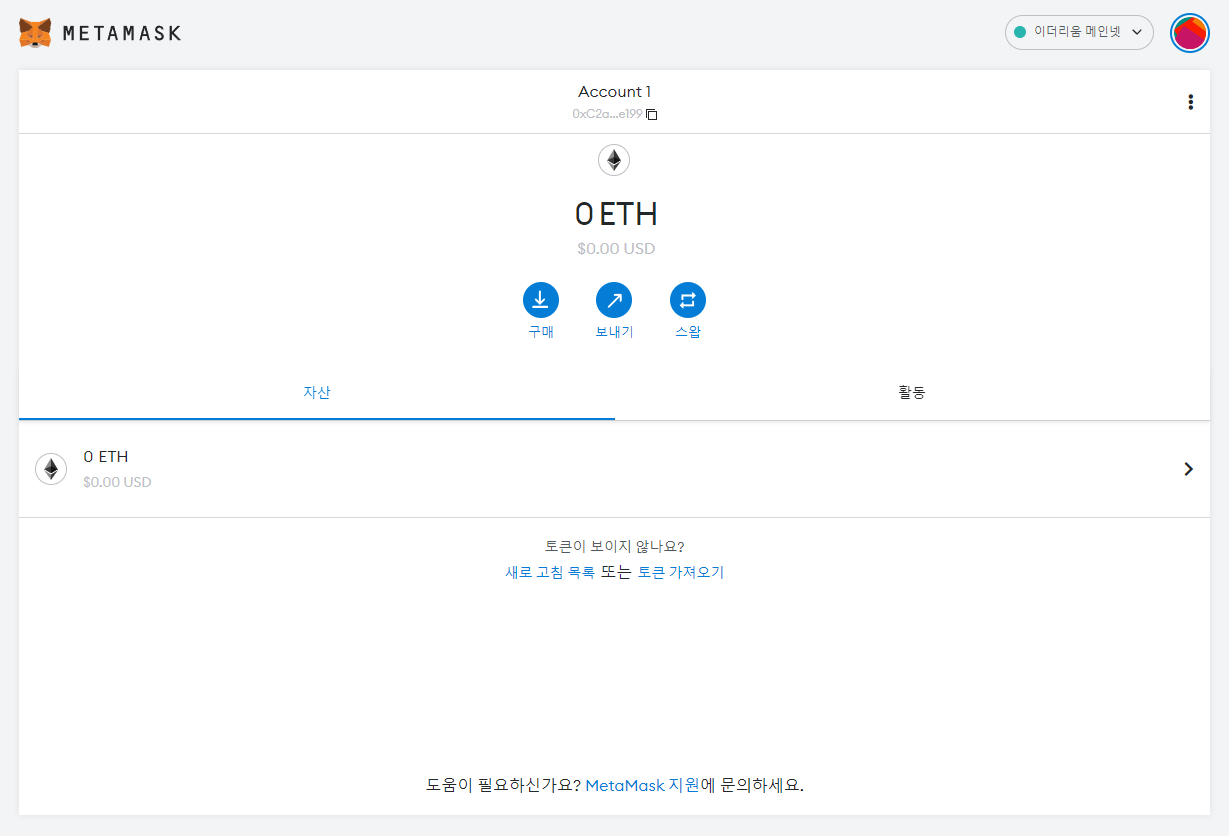 METAMASK
이더리움 메인넷
Account 1
0xC2a...e199
0 ETH
$0.00 USD
구매 보내기 스왑
자산 활동
0 ETH
$0.00 USD
토큰이 보이지 않나요?
새로 고침 목록 또는 토큰 가져오기
도움이 필요하신가요? MetaMask 지원에 문의하세요.